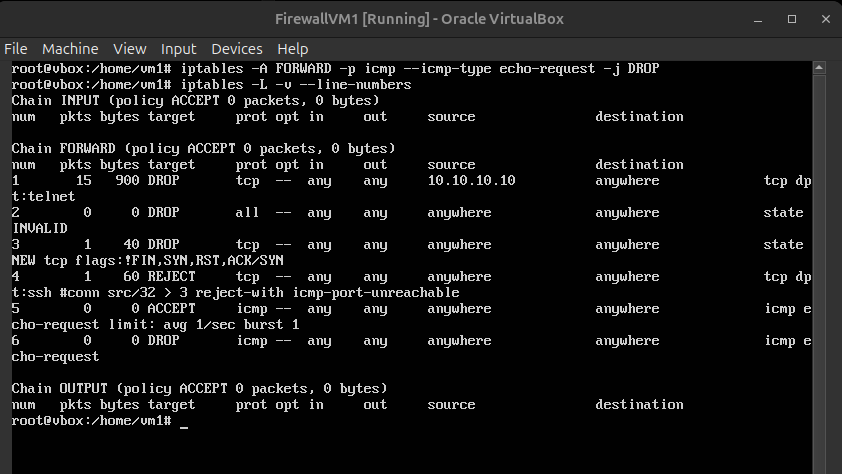 FirewallVM1 [Running] - Oracle VirtualBox
File Machine View Input Devices Help
root@vbox:/home/vm1# iptables -A FORWARD -p icmp --icmp-type echo-request -j DROP
root@vbox:/home/vm1# iptables -L -v --line-numbers
Chain INPUT (policy ACCEPT 0 packets, 0 bytes)
num   pkts bytes target     prot opt in     out     source               destination
Chain FORWARD (policy ACCEPT 0 packets, 0 bytes)
num   pkts bytes target     prot opt in     out     source               destination
1       15   900 DROP       tcp  --  any    any     10.10.10.10          anywhere             tcp dp
t:telnet
2        0     0 DROP       all  --  any    any     anywhere             anywhere             state
INVALID
3        1    40 DROP       tcp  --  any    any     anywhere             anywhere             state
NEW tcp flags:!FIN,SYN,RST,ACK/SYN
4        1    60 REJECT     tcp  --  any    any     anywhere             anywhere             tcp dp
t:ssh #conn src/32 > 3 reject-with icmp-port-unreachable
5        0     0 ACCEPT     icmp --  any    any     anywhere             anywhere             icmp e
cho-request limit: avg 1/sec burst 1
6        0     0 DROP       icmp --  any    any     anywhere             anywhere             icmp e
cho-request
Chain OUTPUT (policy ACCEPT 0 packets, 0 bytes)
num   pkts bytes target     prot opt in     out     source               destination
root@vbox:/home/vm1# _